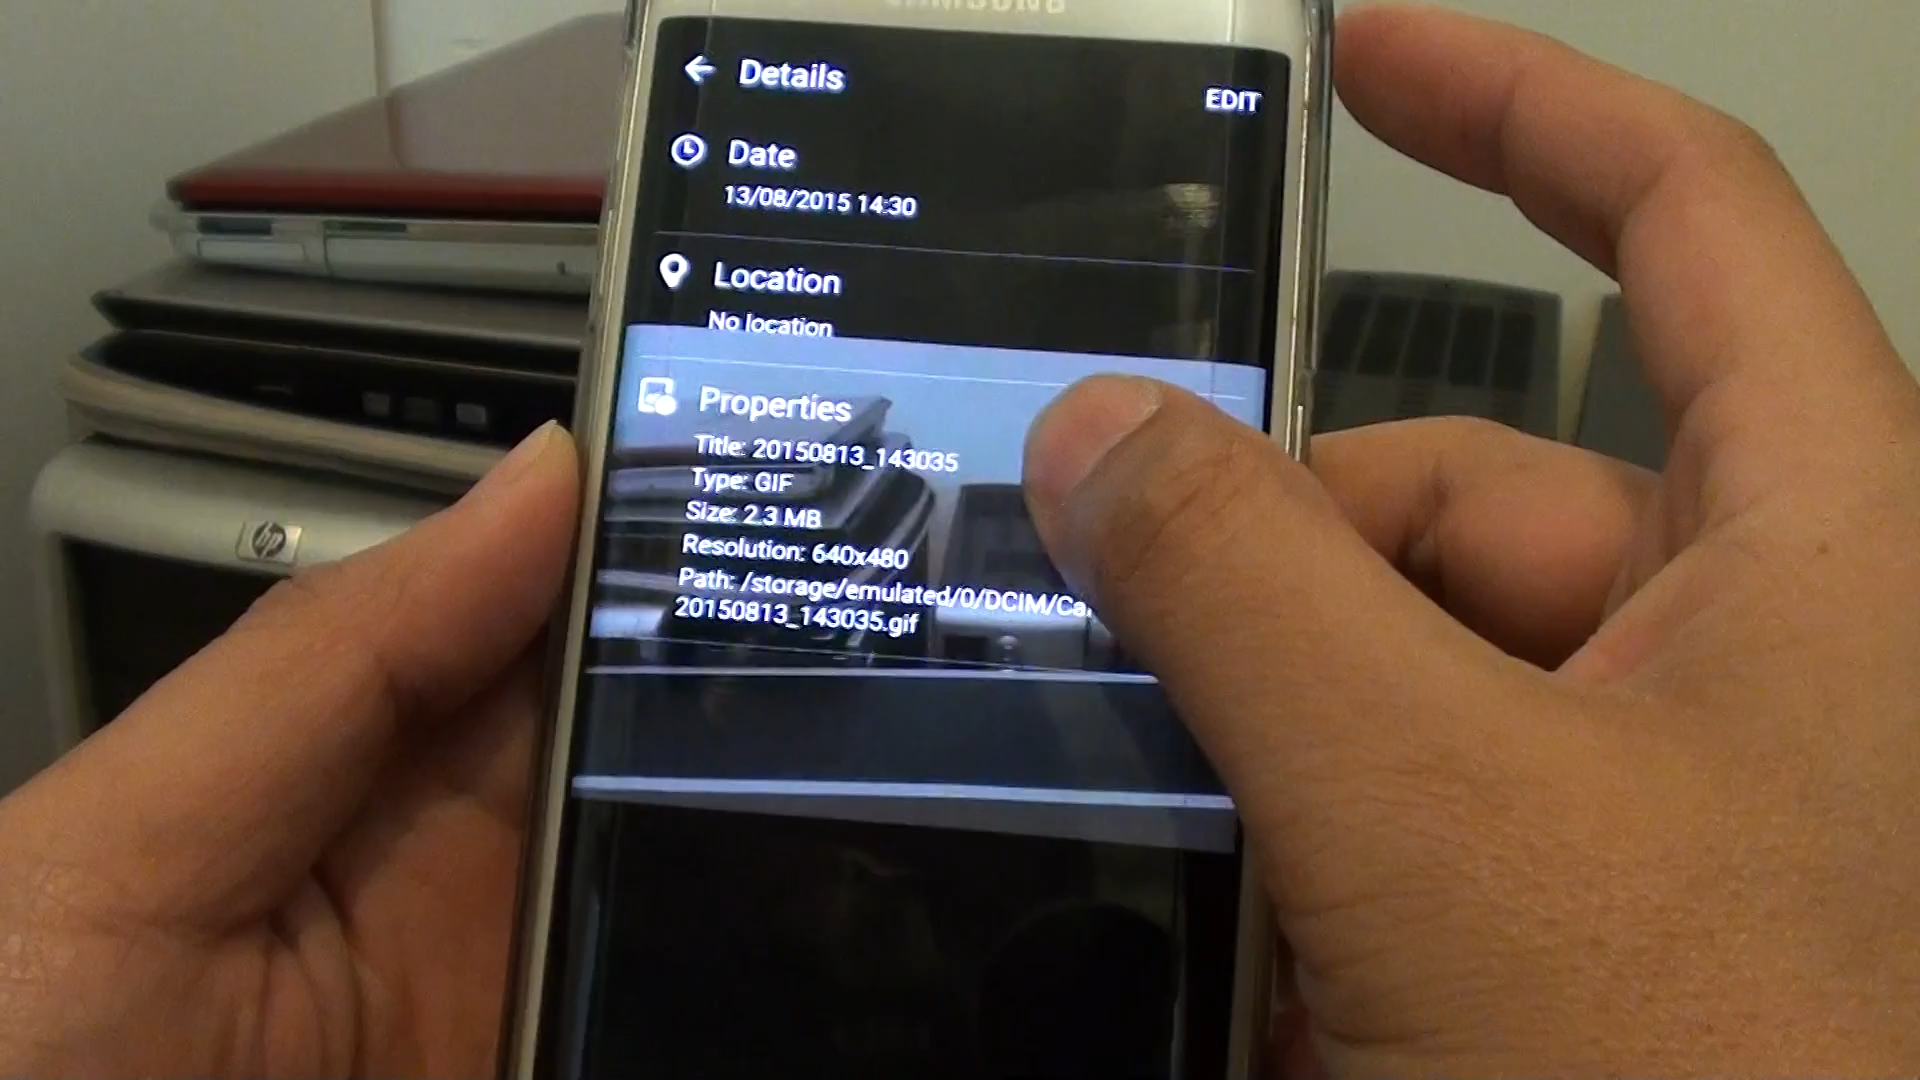 SAMSUNG
Details
EDIT
Date
13/08/2015 14:30
Location
No location
Properties
Title: 20150813_143035
Type: GIF
Size: 2.3 MB
Resolution: 640x480
Path: /storage/emulated/0/DCIM/Ca
20150813_143035.gif
hp